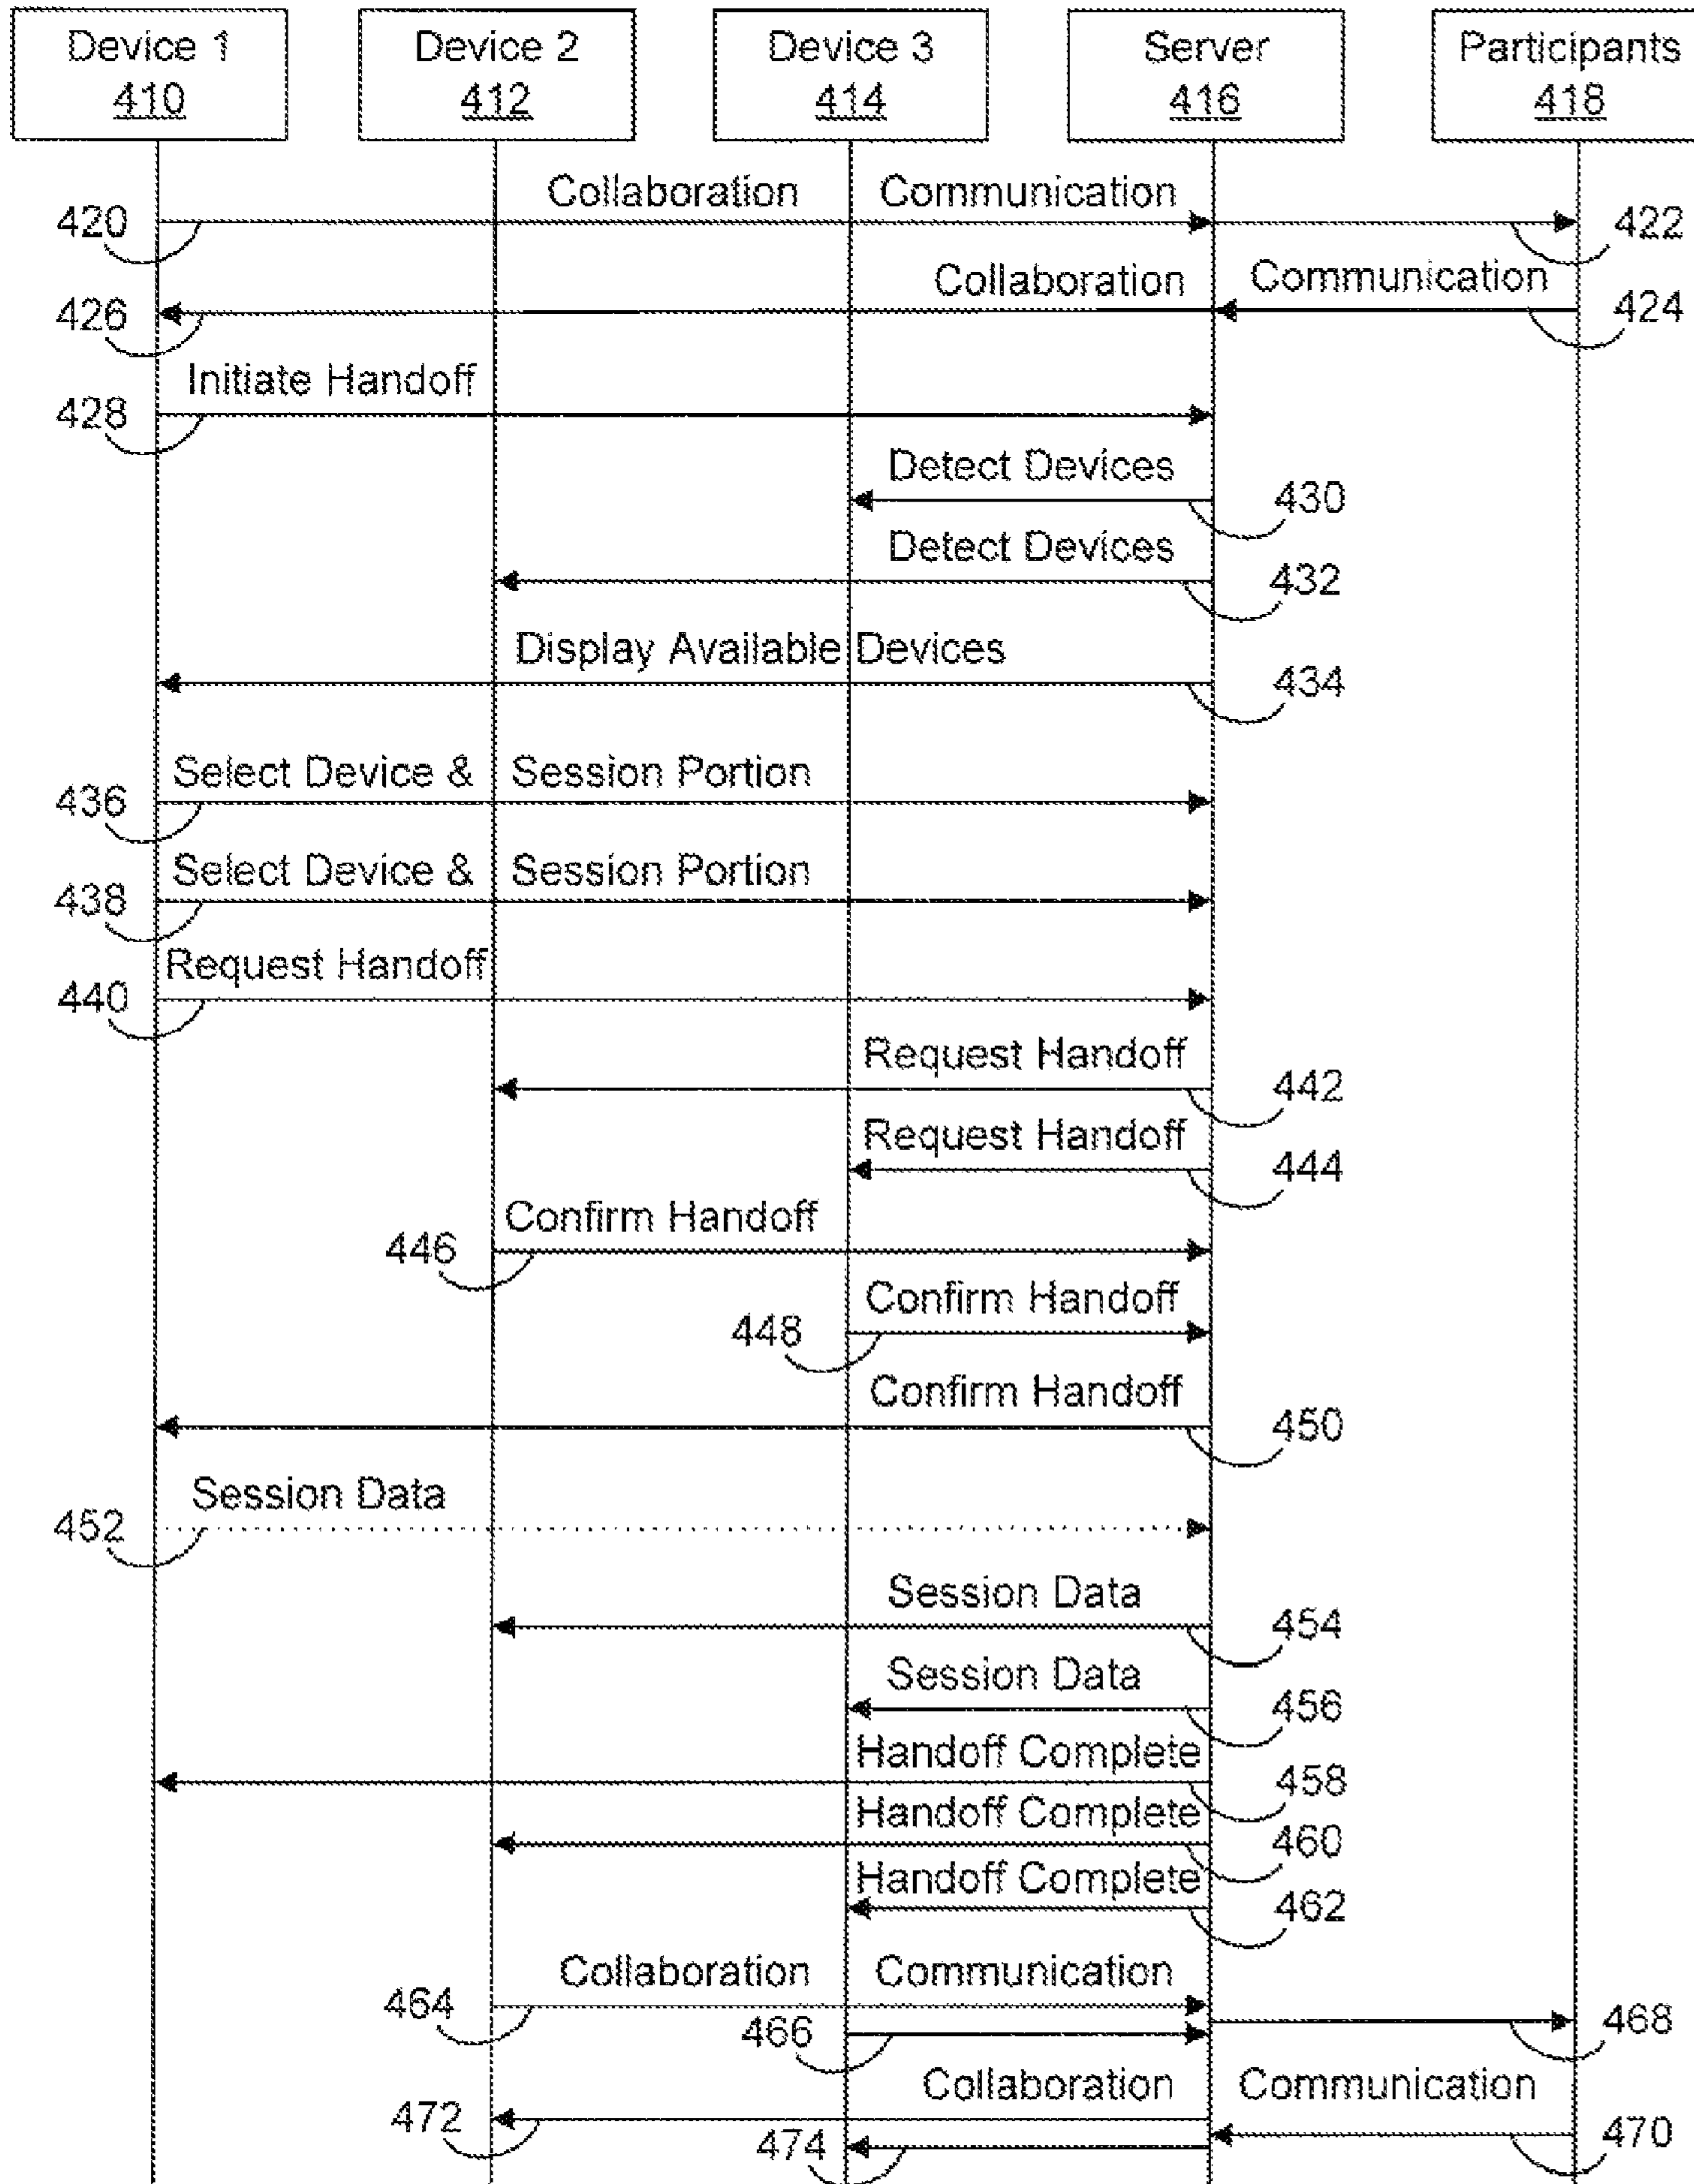 Device 1 Device 2 Device 3 Server Participants
410 412 414 416 418
Collaboration Communication
420 422
Collaboration Communication
426 424
Initiate Handoff
428
Detect Devices
430
Detect Devices
432
Display Available Devices
434
Select Device & Session Portion
436
Select Device & Session Portion
438
Request Handoff
440
Request Handoff
442
Request Handoff
444
Confirm Handoff
446
Confirm Handoff
448
Confirm Handoff
450
Session Data
452
Session Data
454
Session Data
456
Handoff Complete
458
Handoff Complete
460
Handoff Complete
462
Collaboration Communication
464 466 468
Collaboration Communication
472 474 470